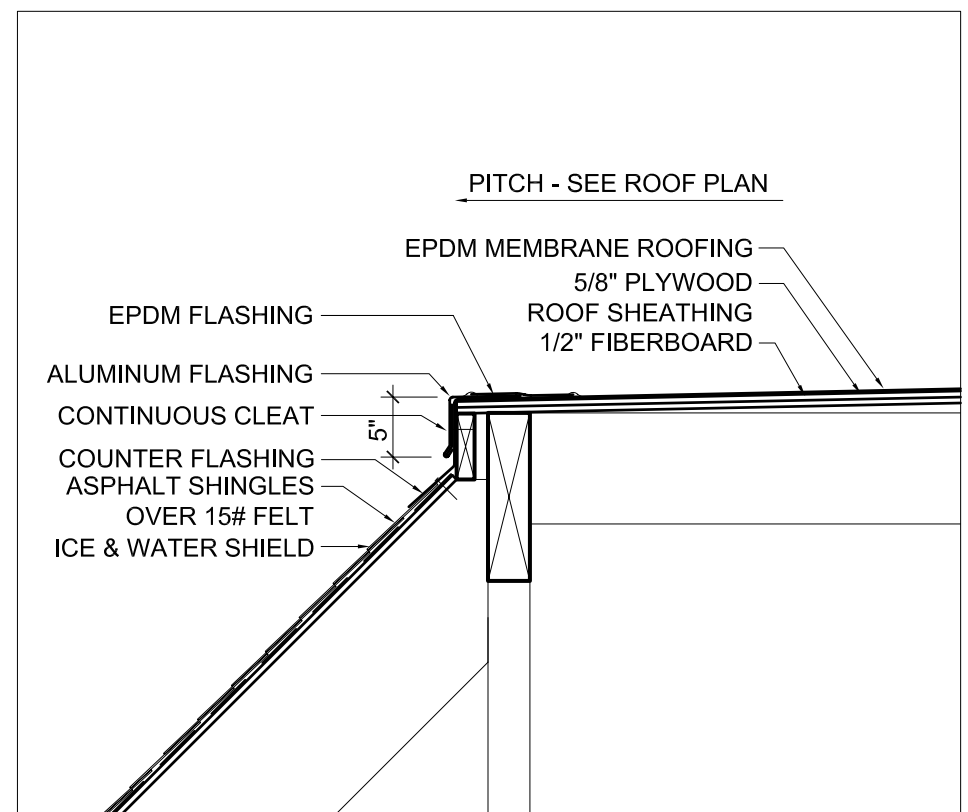 PITCH - SEE ROOF PLAN
EPDM MEMBRANE ROOFING
5/8" PLYWOOD
ROOF SHEATHING
1/2" FIBERBOARD
EPDM FLASHING
ALUMINUM FLASHING
CONTINUOUS CLEAT
5"
COUNTER FLASHING
ASPHALT SHINGLES
OVER 15# FELT
ICE & WATER SHIELD